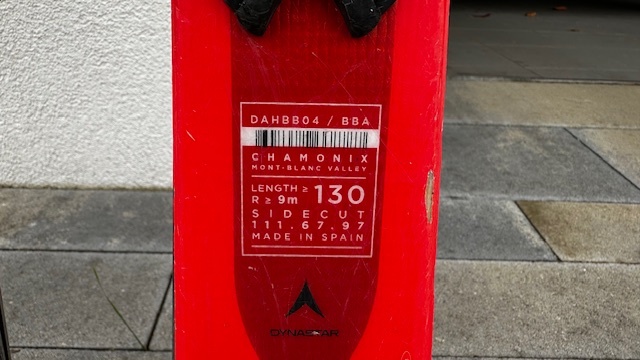 DAHBB04 / BBA
CHAMONIX
MONT-BLANC VALLEY
LENGTH ≥ 130
R ≥ 9m
SIDECUT
111.67.97
MADE IN SPAIN
DYNASTAR